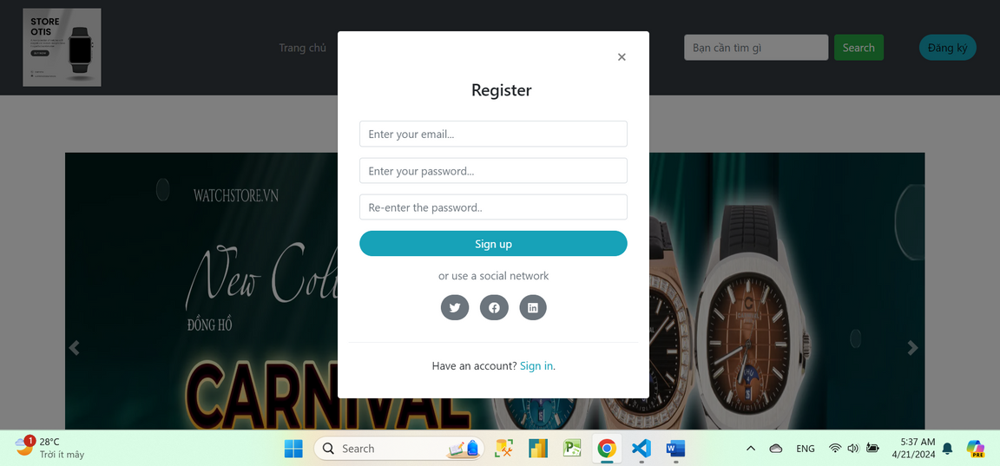 STORE
OTIS
Trang chủ
Bạn cần tìm gì
Search
Đăng ký
×
Register
Enter your email...
Enter your password...
Re-enter the password..
Sign up
or use a social network
Have an account? Sign in.
WATCHSTORE.VN
New Col
ĐỒNG HỒ
CARNIVAL
1
28°C
Trời ít mây
Search
ENG
5:37 AM
4/21/2024
PRE